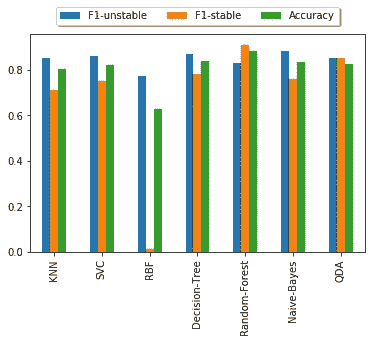 F1-unstable F1-stable Accuracy
0.8
0.6
0.4
0.2
0.0
KNN
SVC
RBF
Decision-Tree
Random-Forest
Naive-Bayes
QDA